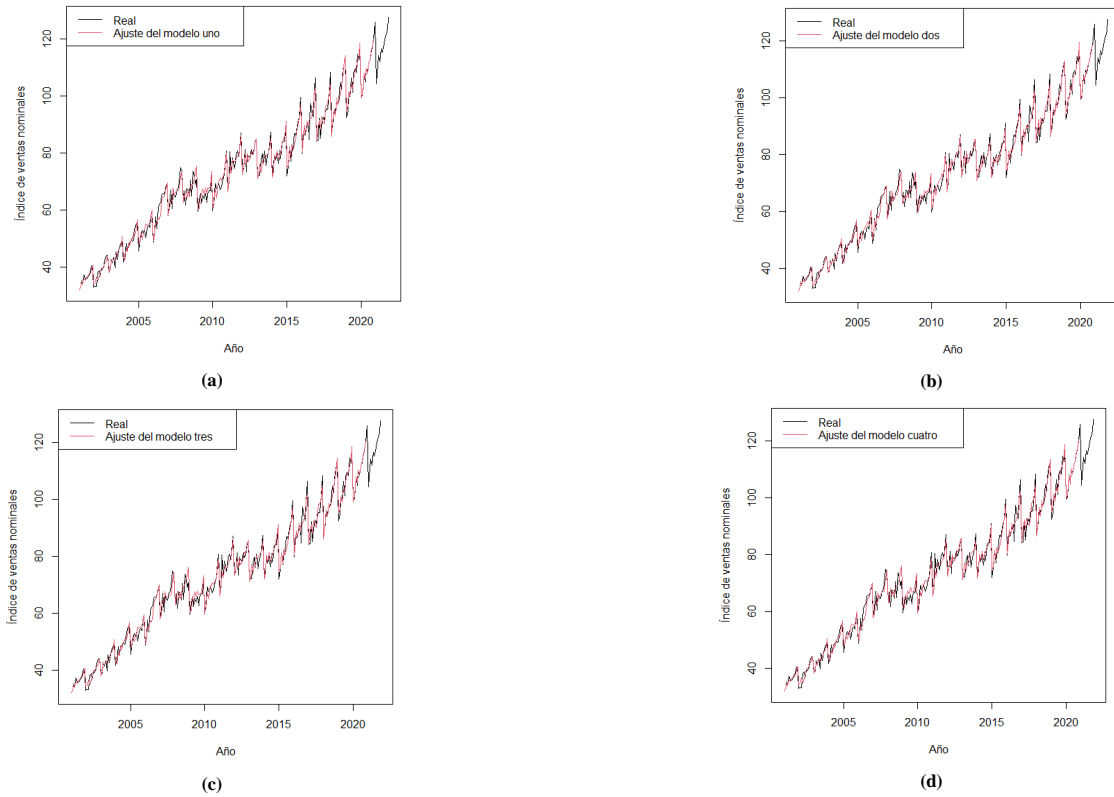 Real
Ajuste del modelo uno
Índice de ventas nominales
40 60 80 100 120
2005 2010 2015 2020
Año
(a)
Real
Ajuste del modelo dos
Índice de ventas nominales
40 60 80 100 120
2005 2010 2015 2020
Año
(b)
Real
Ajuste del modelo tres
Índice de ventas nominales
40 60 80 100 120
2005 2010 2015 2020
Año
(c)
Real
Ajuste del modelo cuatro
Índice de ventas nominales
40 60 80 100 120
2005 2010 2015 2020
Año
(d)